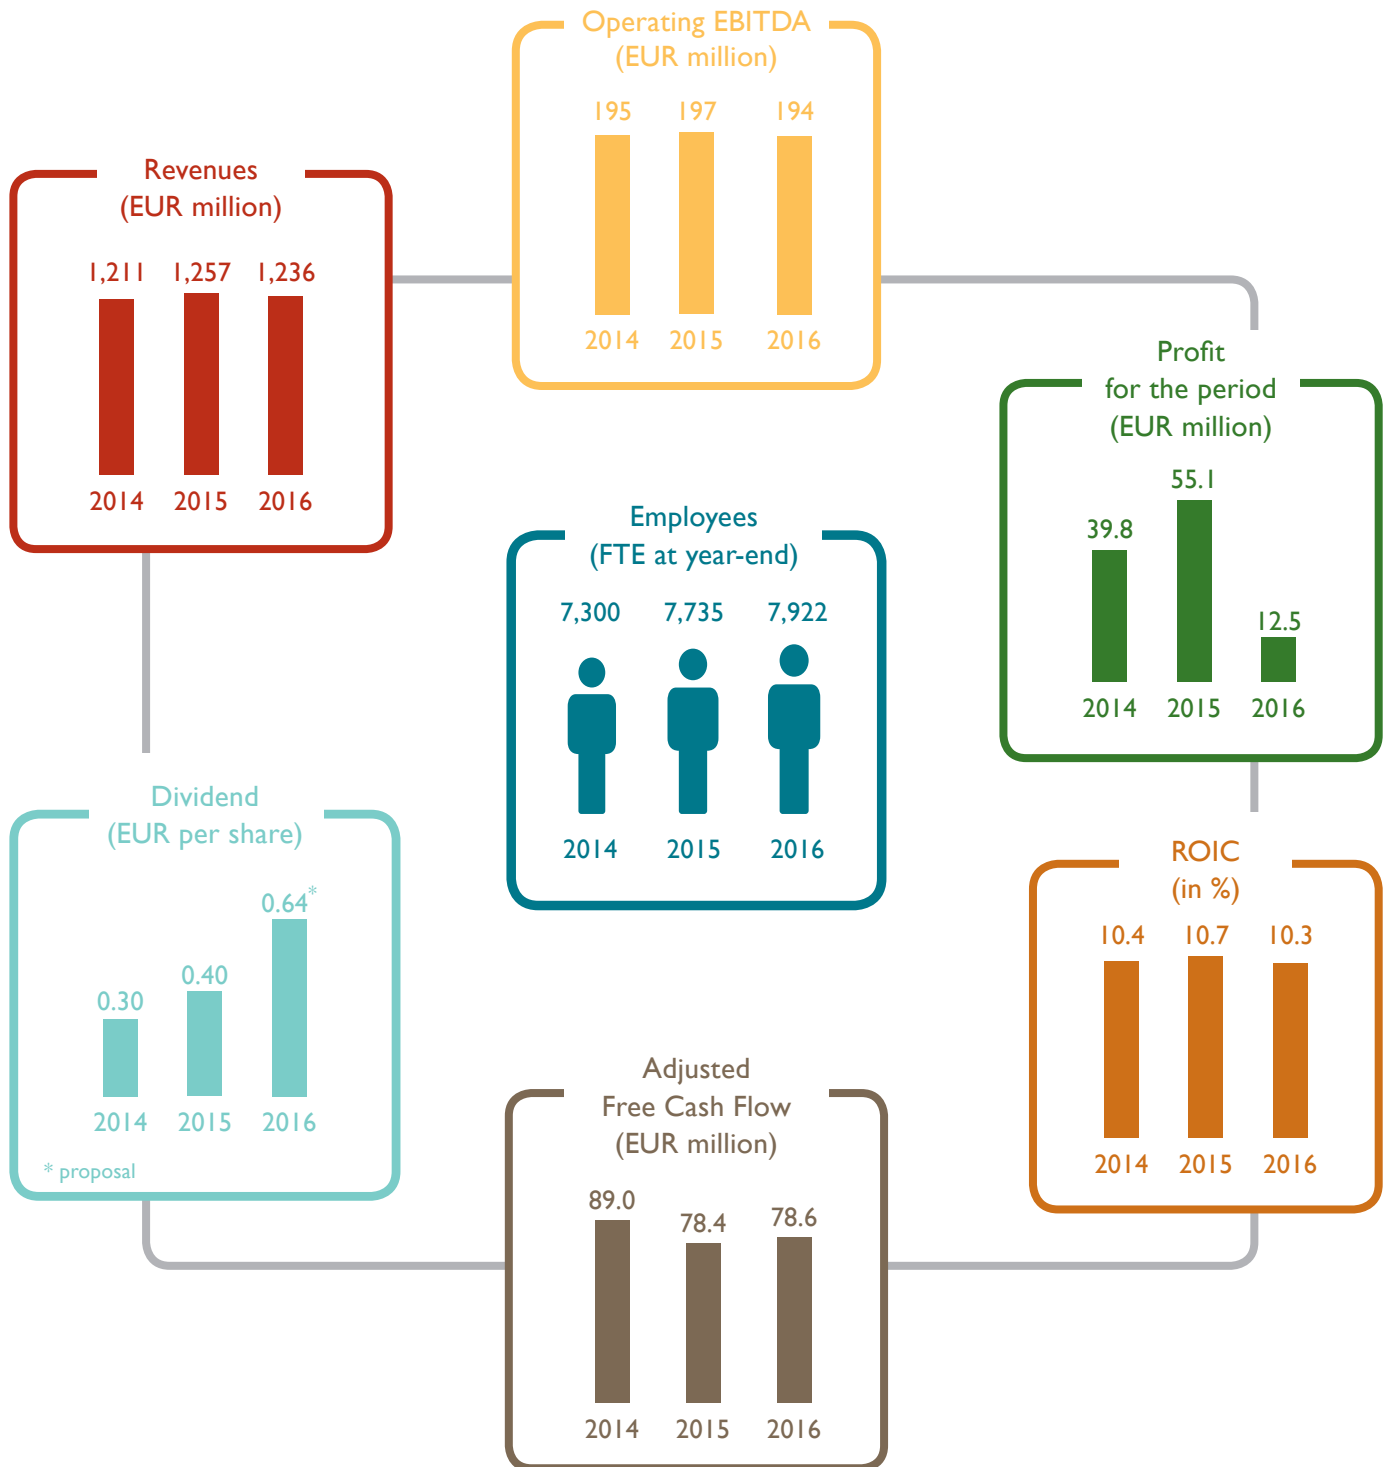 Operating EBITDA
(EUR million)
195 197 194
2014 2015 2016
Revenues
(EUR million)
1,211 1,257 1,236
2014 2015 2016
Profit
for the period
(EUR million)
39.8 55.1 12.5
2014 2015 2016
Employees
(FTE at year-end)
7,300 7,735 7,922
2014 2015 2016
Dividend
(EUR per share)
0.30 0.40 0.64*
2014 2015 2016
* proposal
ROIC
(in %)
10.4 10.7 10.3
2014 2015 2016
Adjusted
Free Cash Flow
(EUR million)
89.0 78.4 78.6
2014 2015 2016